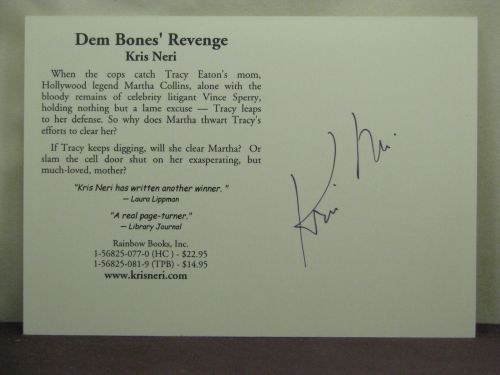 Dem Bones' Revenge
Kris Neri
When the cops catch Tracy Eaton's mom,
Hollywood legend Martha Collins, alone with the
bloody remains of celebrity litigant Vince Sperry,
holding nothing but a lame excuse — Tracy leaps
to her defense. So why does Martha thwart Tracy's
efforts to clear her?
If Tracy keeps digging, will she clear Martha? Or
slam the cell door shut on her exasperating, but
much-loved, mother?
"Kris Neri has written another winner. "
— Laura Lippman
"A real page-turner."
— Library Journal
Rainbow Books, Inc.
1-56825-077-0 (HC ) - $22.95
1-56825-081-9 (TPB) - $14.95
www.krisneri.com
Kris Neri